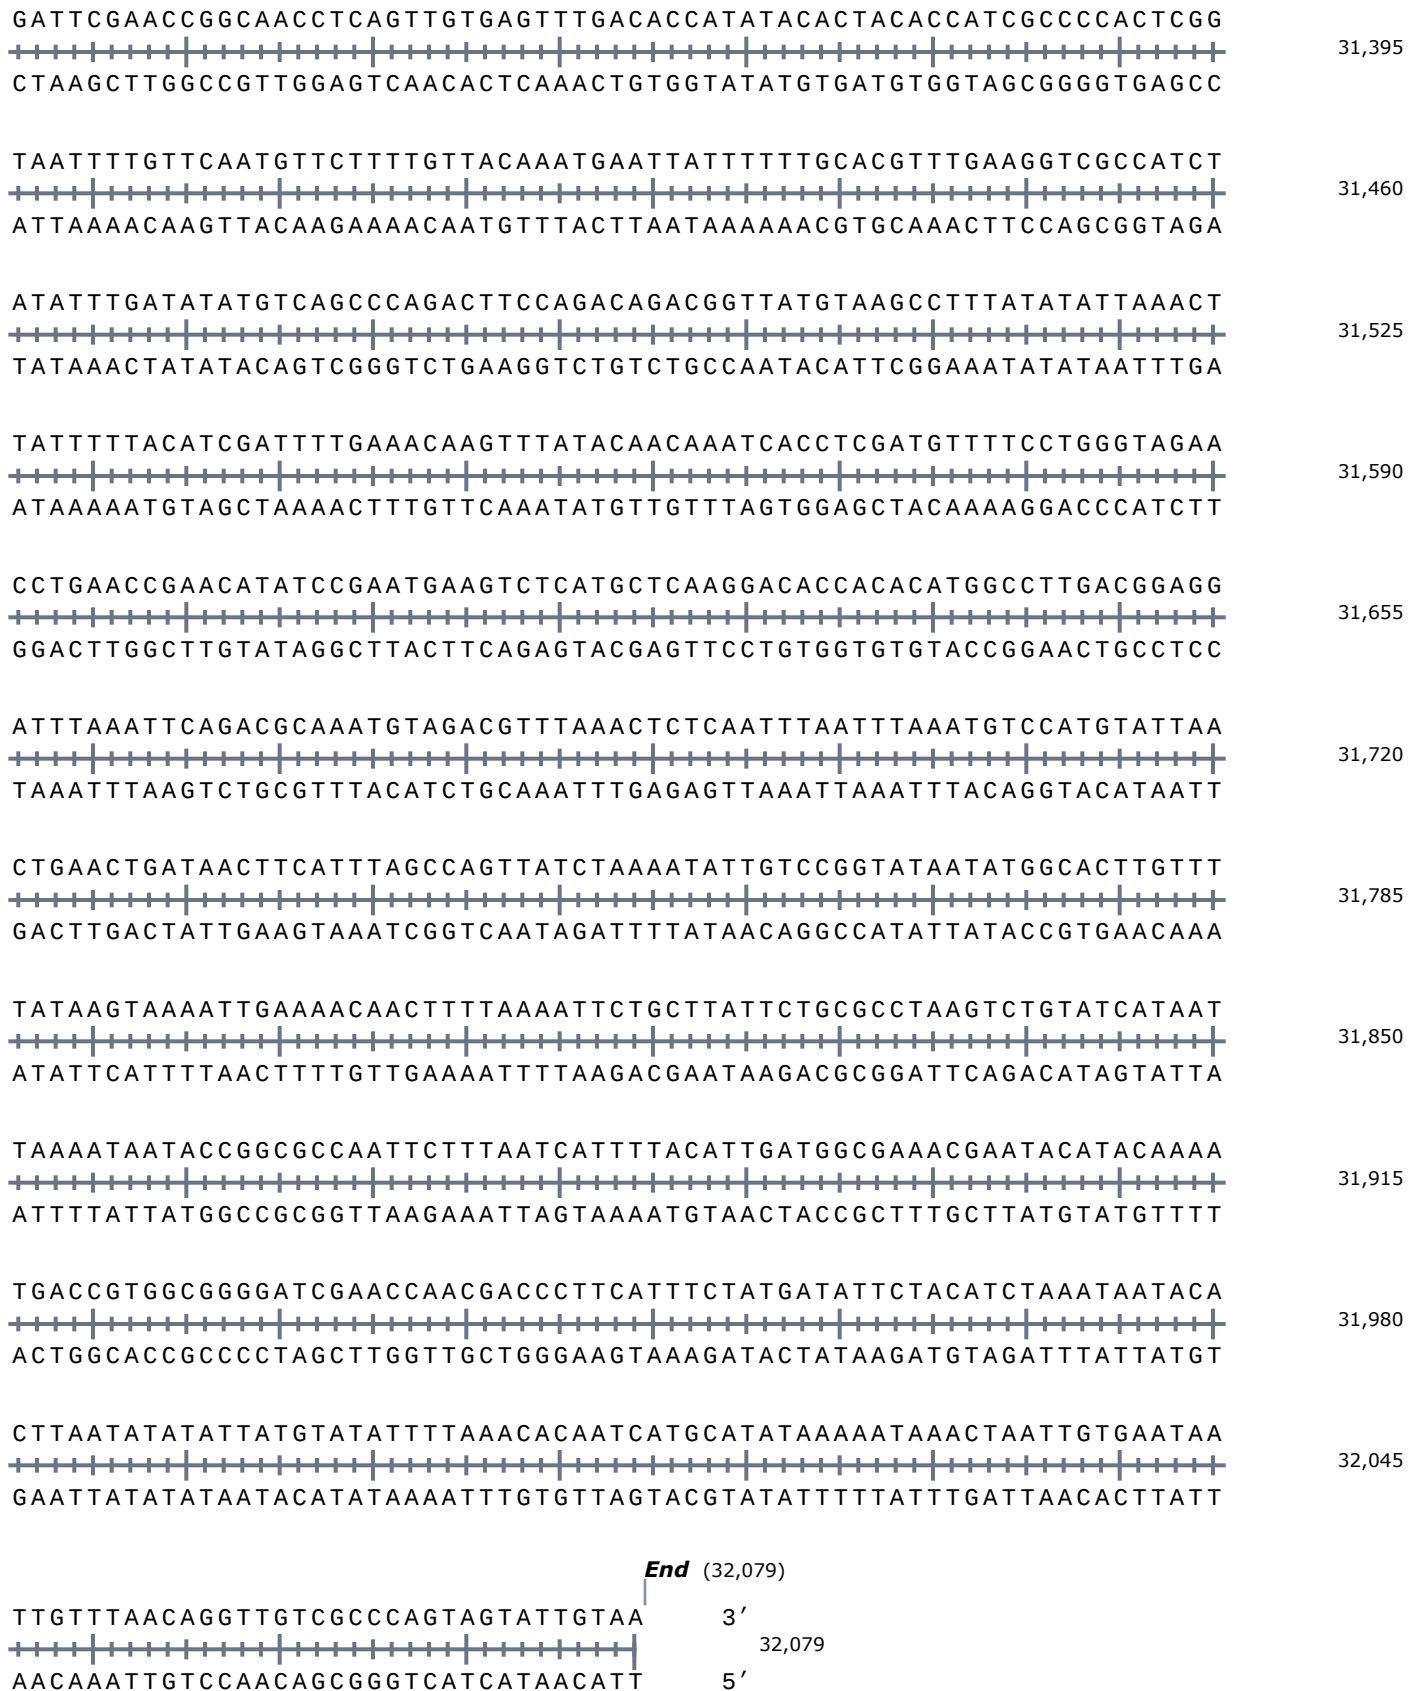 GATTCGAACCGGCAACCTCAGTTGTGAGTTTGACACCATATACACTACACCATCGCCCCACTCGG
31,395
CTAAGCTTGGCCGTTGGAGTCAACACTCAAACTGTGGTATATGTGATGTGGTAGCGGGGTGAGCC
TAATTTTGTTCAATGTTCTTTTGTTACAAATGAATTATTTTTTGCACGTTTGAAGGTCGCCATCT
31,460
ATTAAAACAAGTTACAAGAAAACAATGTTTACTTAATAAAAAACGTGCAAACTTCCAGCGGTAGA
ATATTTGATATATGTCAGCCCAGACTTCCAGACAGACGGTTATGTAAGCCTTTATATATTAAACT
31,525
TATAAACTATATACAGTCGGGTCTGAAGGTCTGTCTGCCAATACATTCGGAAATATATAATTTGA
TATTTTTACATCGATTTTGAAACAAGTTTATACAACAAATCACCTCGATGTTTTCCTGGGTAGAA
31,590
ATAAAAATGTAGCTAAAACTTTGTTCAAATATGTTGTTTAGTGGAGCTACAAAAGGACCCATCTT
CCTGAACCGAACATATCCGAATGAAGTCTCATGCTCAAGGACACCACACATGGCCTTGACGGAGG
31,655
GGACTTGGCTTGTATAGGCTTACTTCAGAGTACGAGTTCCTGTGGTGTGTACCGGAACTGCCTCC
ATTTAAATTCAGACGCAAATGTAGACGTTTAAACTCTCAATTTAATTTAAATGTCCATGTATTAA
31,720
TAAATTTAAGTCTGCGTTTACATCTGCAAATTTGAGAGTTAAATTAAATTTACAGGTACATAATT
CTGAACTGATAACTTCATTTAGCCAGTTATCTAAAATATTGTCCGGTATAATATGGCACTTGTTT
31,785
GACTTGACTATTGAAGTAAATCGGTCAATAGATTTTATAACAGGCCATATTATACCGTGAACAAA
TATAAGTAAAATTGAAAACAACTTTTAAAATTCTGCTTATTCTGCGCCTAAGTCTGTATCATAAT
31,850
ATATTCATTTTAACTTTTGTTGAAAATTTTAAGACGAATAAGACGCGGATTCAGACATAGTATTA
TAAAATAATACCGGCGCCAATTCTTTAATCATTTTACATTGATGGCGAAACGAATACATACAAAA
31,915
ATTTTATTATGGCCGCGGTTAAGAAATTAGTAAAATGTAACTACCGCTTTGCTTATGTATGTTTT
TGACCGTGGCGGGGATCGAACCAACGACCCTTCATTTCTATGATATTCTACATCTAAATAATACA
31,980
ACTGGCACCGCCCCTAGCTTGGTTGCTGGGAAGTAAAGATACTATAAGATGTAGATTTATTATGT
CTTAATATATATTATGTATATTTTAAACACAATCATGCATATAAAAATAAACTAATTGTGAATAA
32,045
GAATTATATATAATACATATAAAATTTGTGTTAGTACGTATATTTTTATTTGATTAACACTTATT
End (32,079)
TTGTTTAACAGGTTGTCGCCCAGTAGTATTGTAA 3′
32,079
AACAAATTGTCCAACAGCGGGTCATCATAACATT 5′